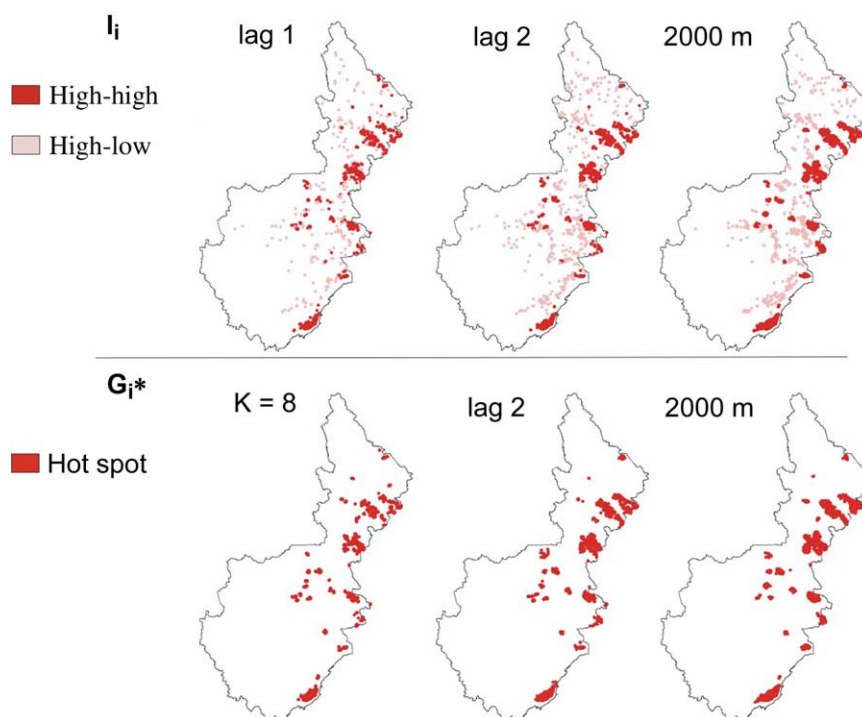 Ii
lag 1
lag 2
2000 m
High-high
High-low
Gi*
K = 8
lag 2
2000 m
Hot spot